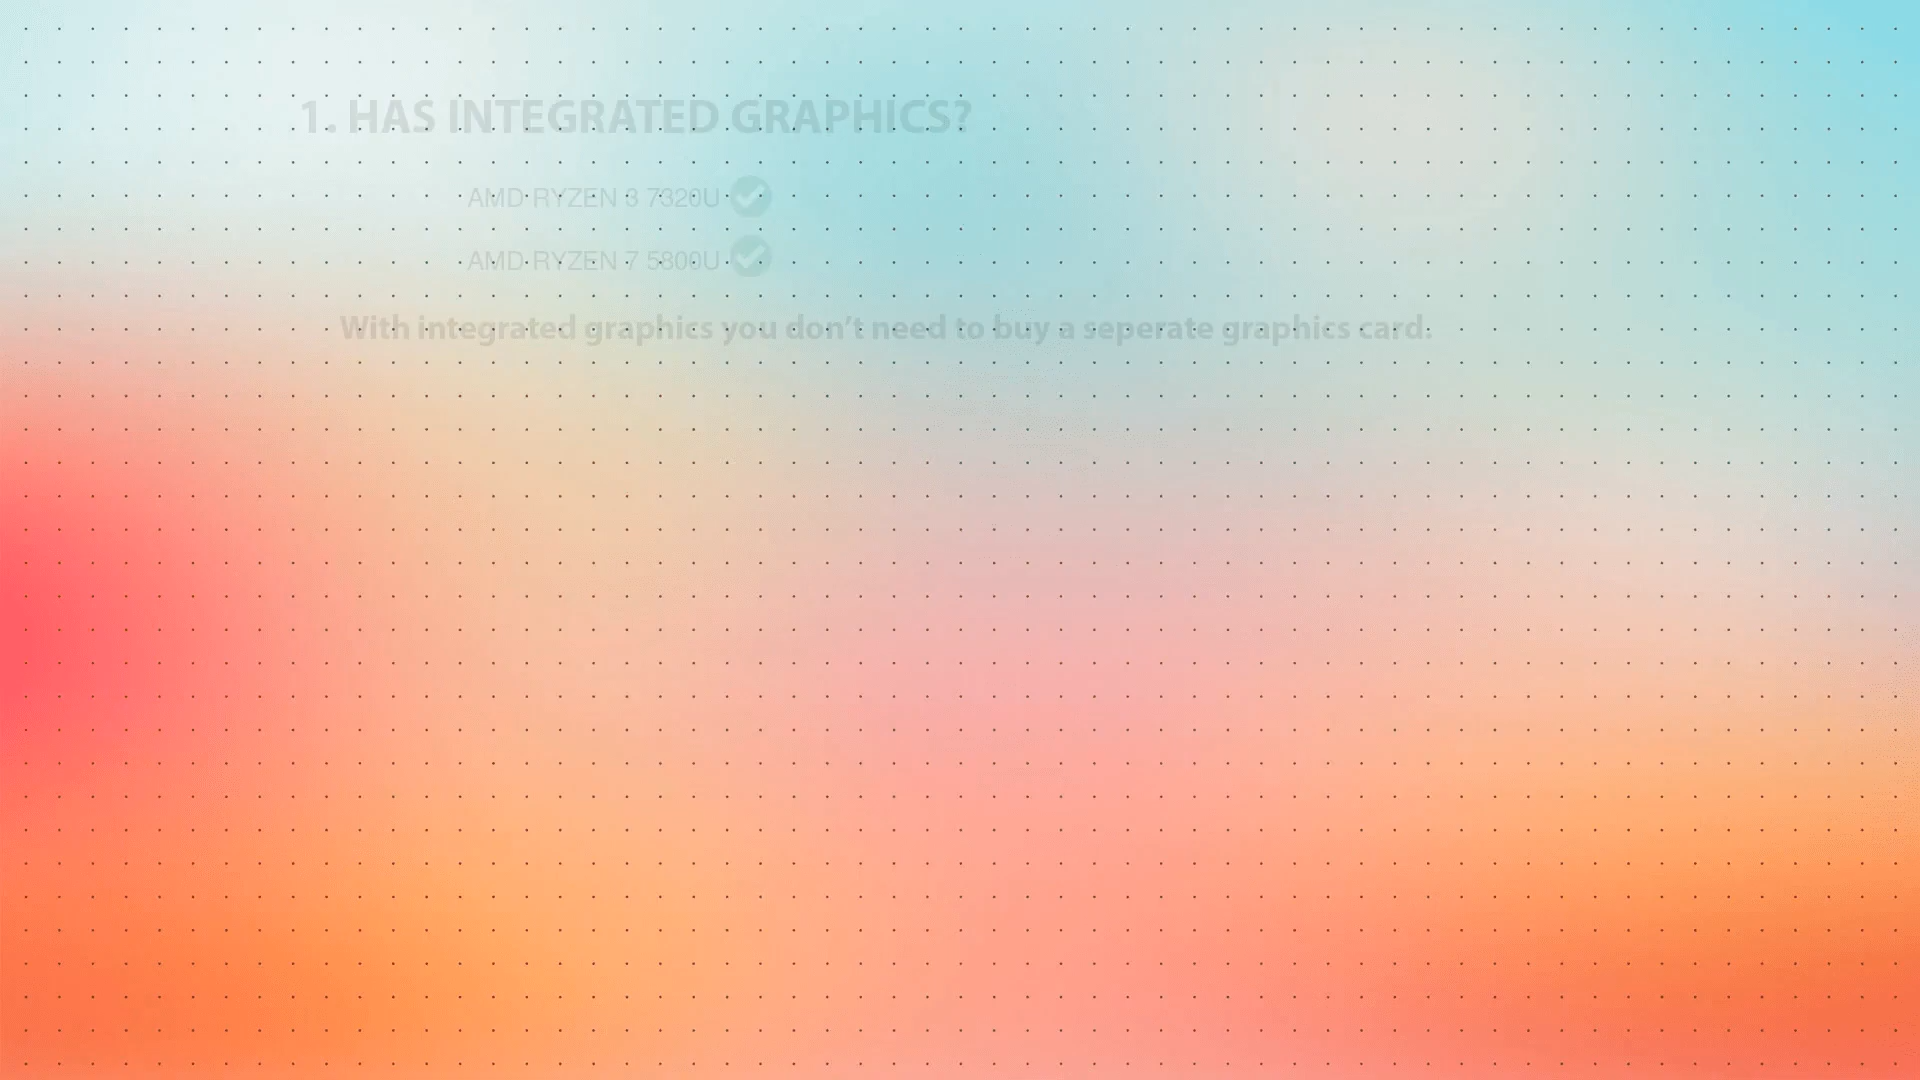 1. HAS INTEGRATED GRAPHICS?
AMD RYZEN 3 7320U
AMD RYZEN 7 5800U
With integrated graphics you don’t need to buy a seperate graphics card.